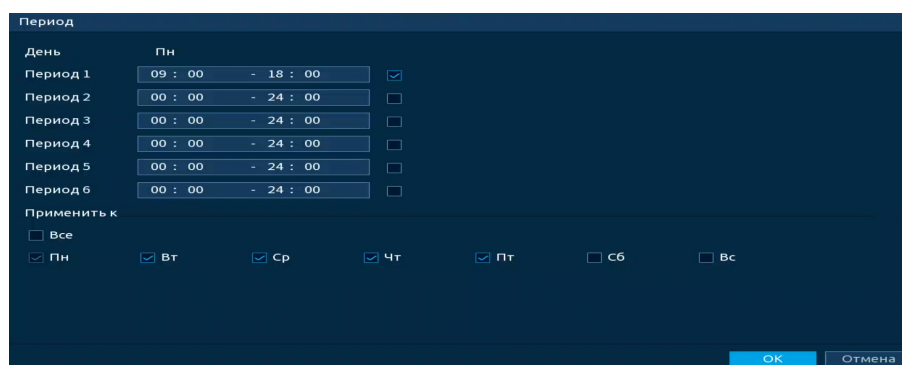 Период
День Пн
Период 1 09 : 00 - 18 : 00
Период 2 00 : 00 - 24 : 00
Период 3 00 : 00 - 24 : 00
Период 4 00 : 00 - 24 : 00
Период 5 00 : 00 - 24 : 00
Период 6 00 : 00 - 24 : 00
Применить к
Все
Пн Вт Ср Чт Пт Сб Вс
OK Отмена